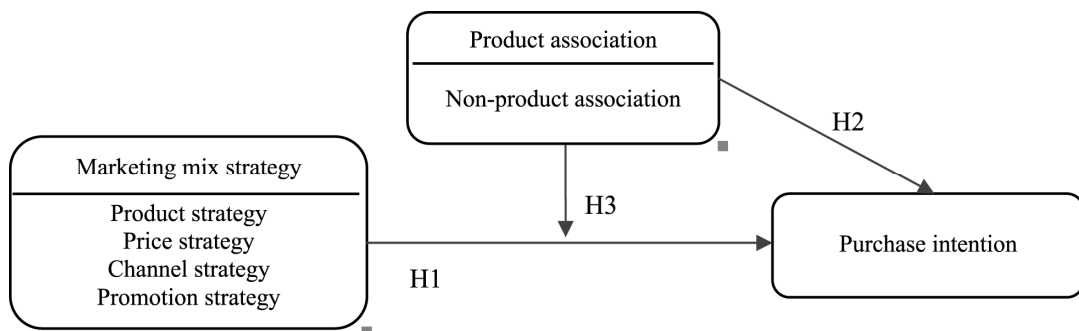 Product association
Non-product association
H2
Marketing mix strategy
Product strategy
Price strategy
Channel strategy
Promotion strategy
H3
H1
Purchase intention